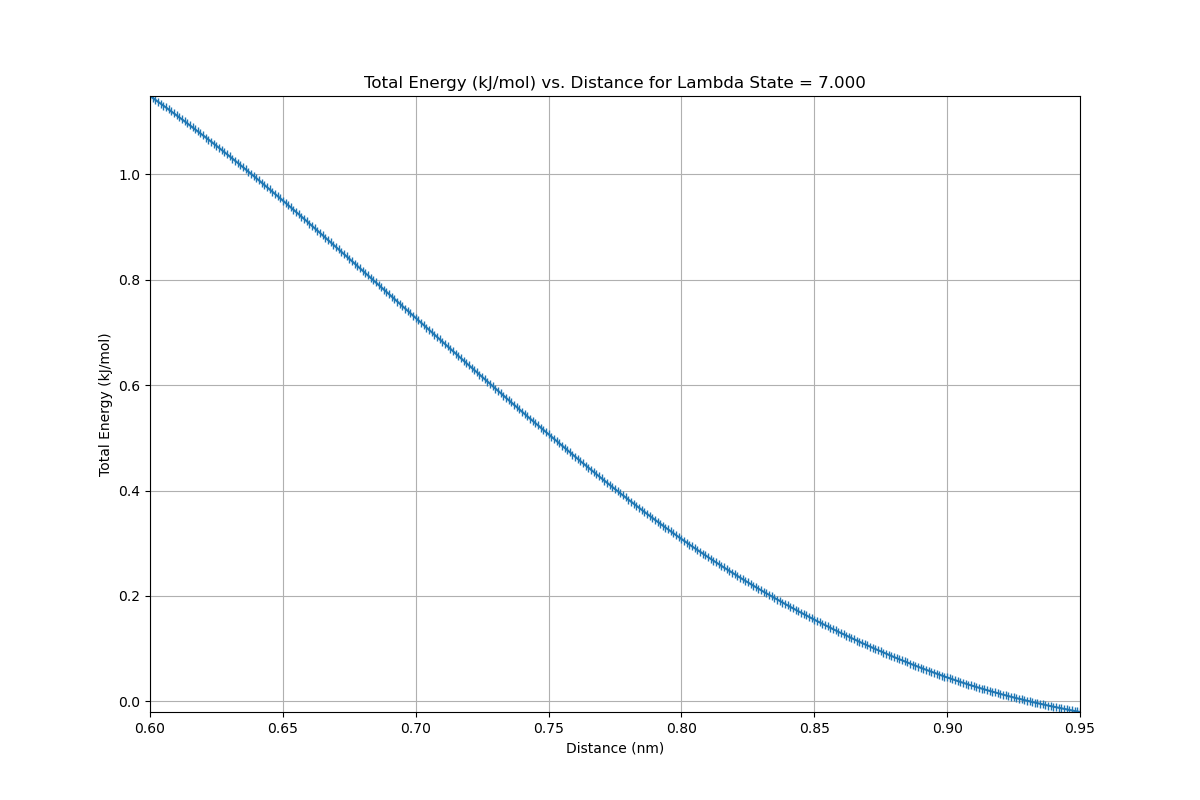 Total Energy (kJ/mol) vs. Distance for Lambda State = 7.000
Total Energy (kJ/mol)
1.0
0.8
0.6
0.4
0.2
0.0
0.60 0.65 0.70 0.75 0.80 0.85 0.90 0.95
Distance (nm)